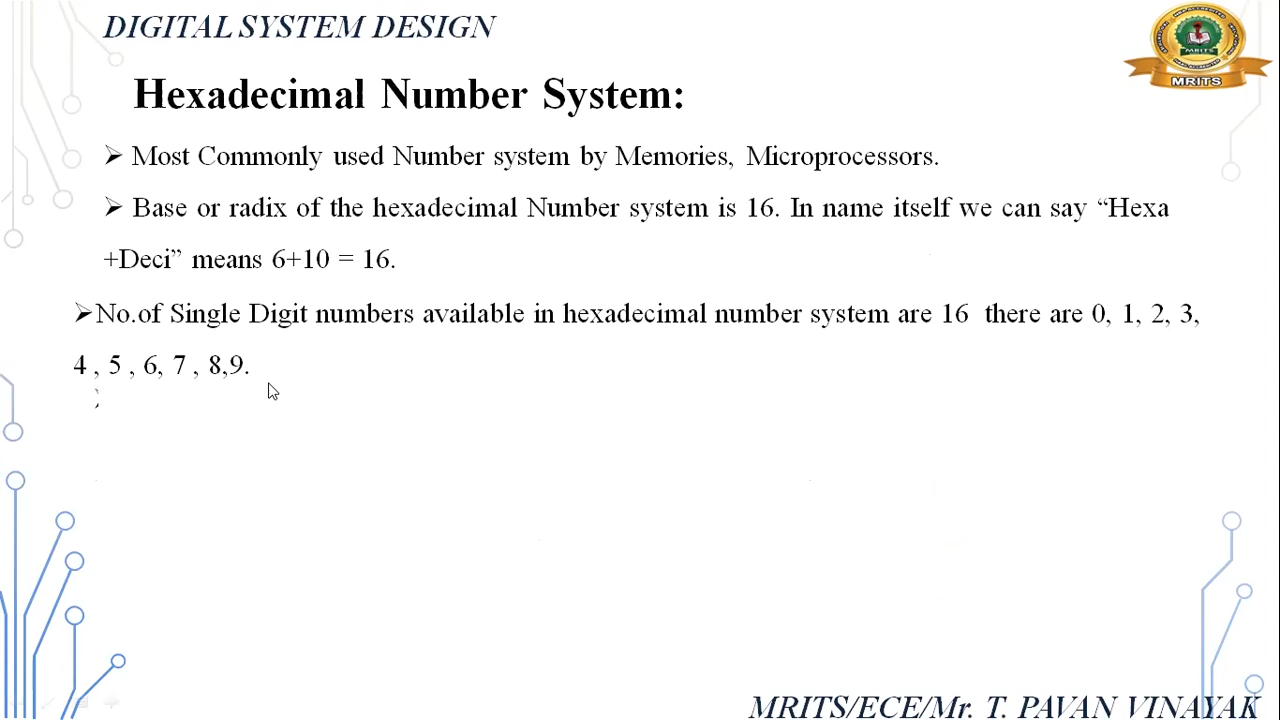 DIGITAL SYSTEM DESIGN
MRITS
MRITS
Hexadecimal Number System:
➢ Most Commonly used Number system by Memories, Microprocessors.
➢ Base or radix of the hexadecimal Number system is 16. In name itself we can say “Hexa
+Deci” means 6+10 = 16.
➢No.of Single Digit numbers available in hexadecimal number system are 16 there are 0, 1, 2, 3,
4 , 5 , 6, 7 , 8,9.
MRITS/ECE/Mr. T. PAVAN VINAYAK